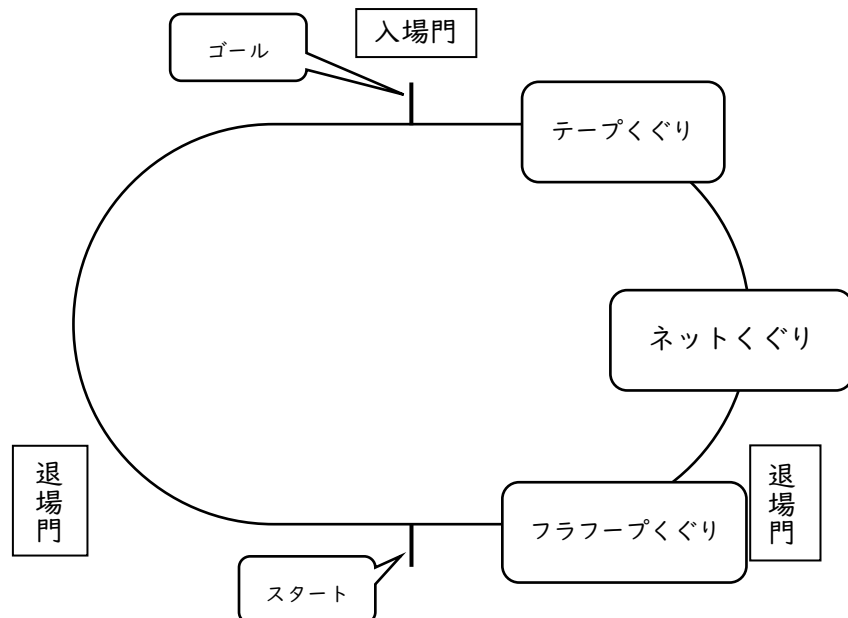 入場門
ゴール
テープくぐり
ネットくぐり
退場門
退場門
フラフープくぐり
スタート